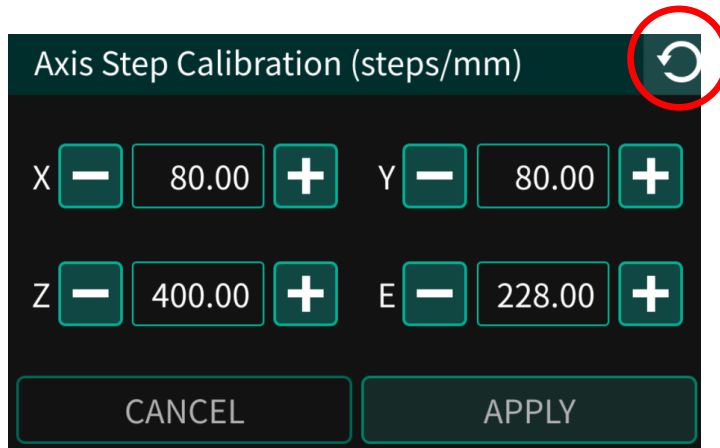 Axis Step Calibration (steps/mm)
X − 80.00 + Y − 80.00 +
Z − 400.00 + E − 228.00 +
CANCEL APPLY